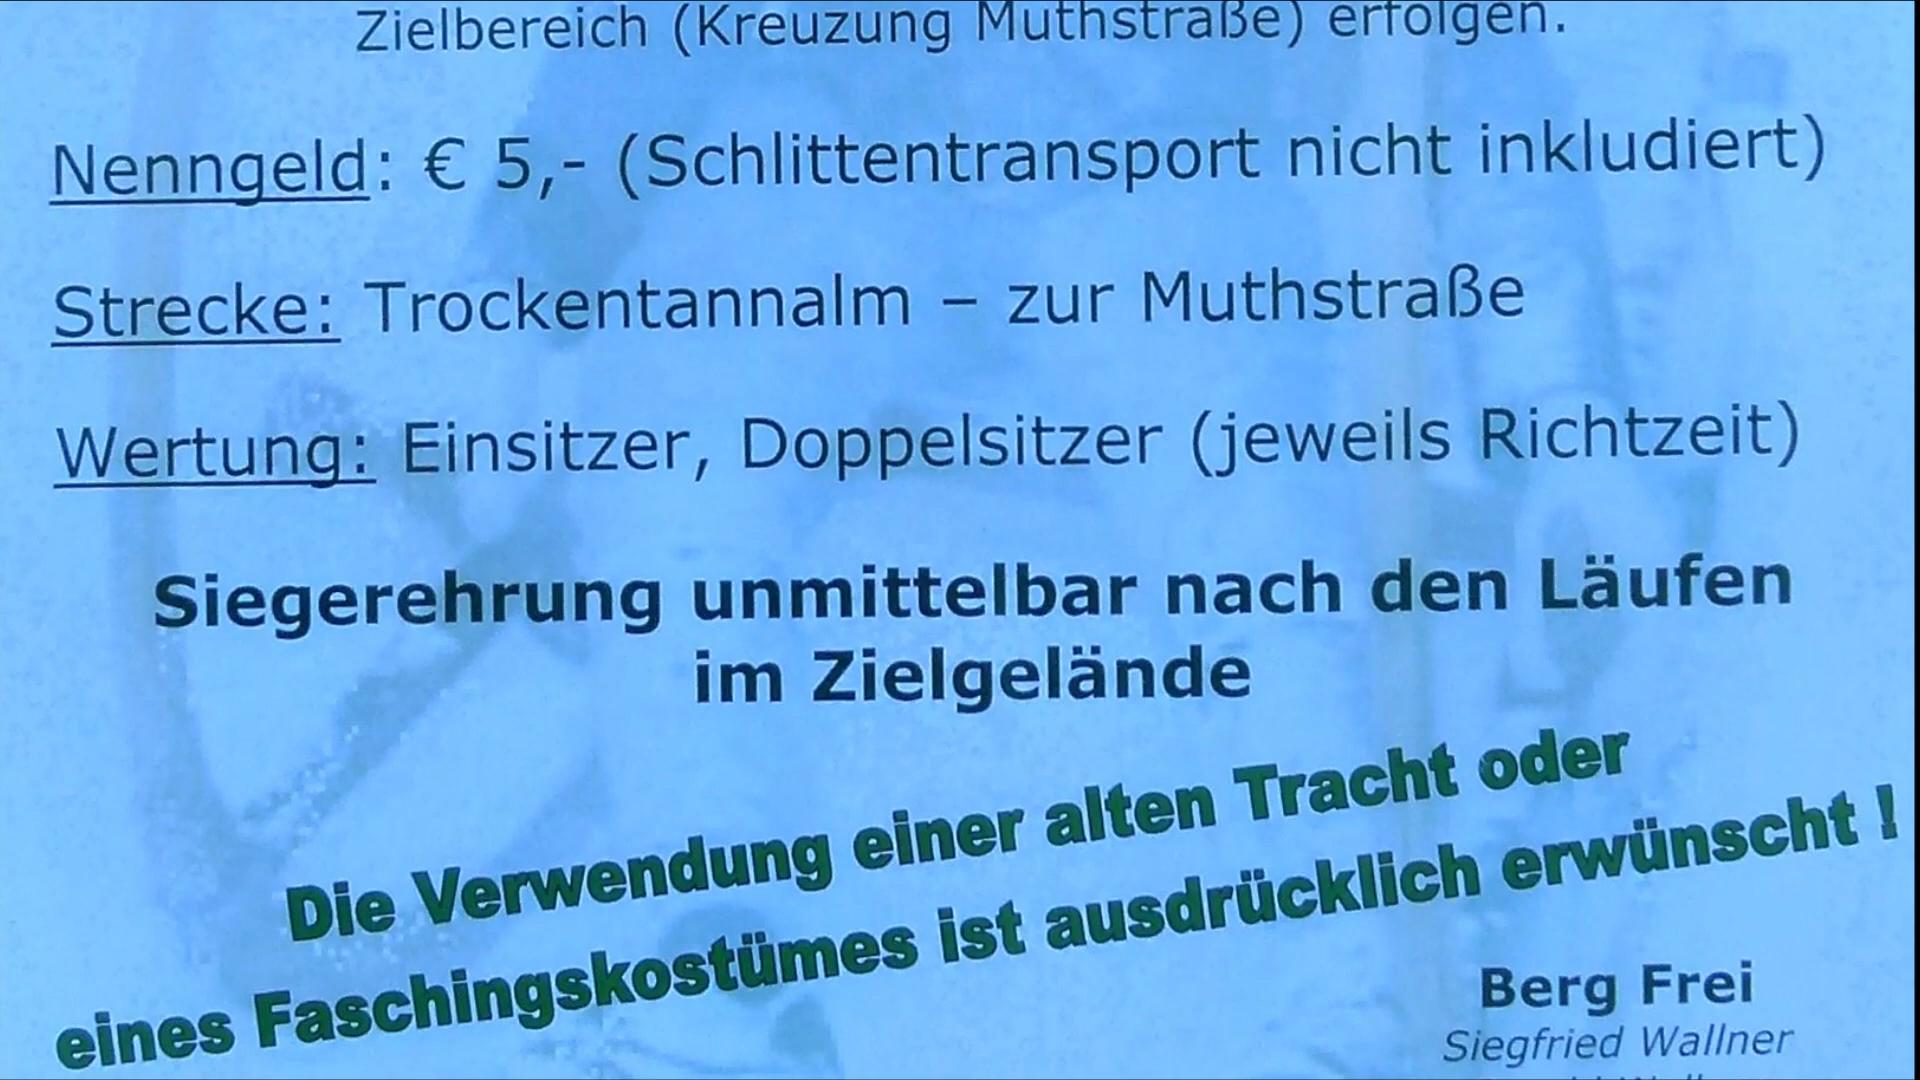 Zielbereich (Kreuzung Muthstraße) erfolgen.
Nenngeld: € 5,- (Schlittentransport nicht inkludiert)
Strecke: Trockentannalm – zur Muthstraße
Wertung: Einsitzer, Doppelsitzer (jeweils Richtzeit)
Siegerehrung unmittelbar nach den Läufen
im Zielgelände
Die Verwendung einer alten Tracht oder
eines Faschingskostümes ist ausdrücklich erwünscht !
Berg Frei
Siegfried Wallner